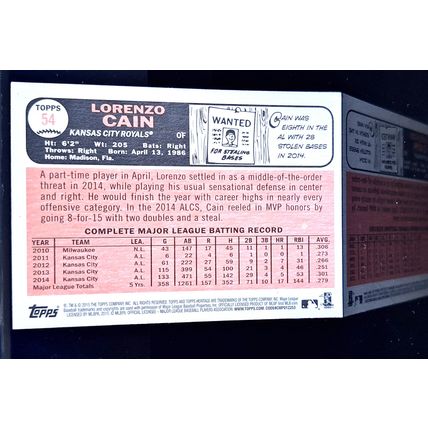 TOPPS
54
LORENZO
CAIN
KANSAS CITY ROYALS® OF
Ht: 6'2" Wt: 205 Bats: Right
Throws: Right Born: April 13, 1986
Home: Madison, Fla.
WANTED
FOR STEALING
BASES
CAIN WAS
EIGHTH IN THE
AL WITH 28
STOLEN BASES
IN 2014.
A part-time player in April, Lorenzo settled in as a middle-of-the-order
threat in 2014, while playing his usual sensational defense in center
and right. He would finish the year with career highs in nearly every
offensive category. In the 2014 ALCS, Cain reeled in MVP honors by
going 8-for-15 with two doubles and a steal.
COMPLETE MAJOR LEAGUE BATTING RECORD
YEAR TEAM LEA. G AB R H 2B 3B HR RBI AVG.
2010 Milwaukee N.L. 43 147 17 45 11 1 1 13 .306
2011 Kansas City A.L. 6 22 4 6 1 0 0 1 .273
2012 Kansas City A.L. 61 222 27 59 9 2 7 31 .266
2013 Kansas City A.L. 115 399 54 100 21 3 4 46 .251
2014 Kansas City A.L. 133 471 55 142 29 4 5 53 .301
Major League Totals 5 Yrs. 358 1261 157 352 71 10 17 144 .279
Topps